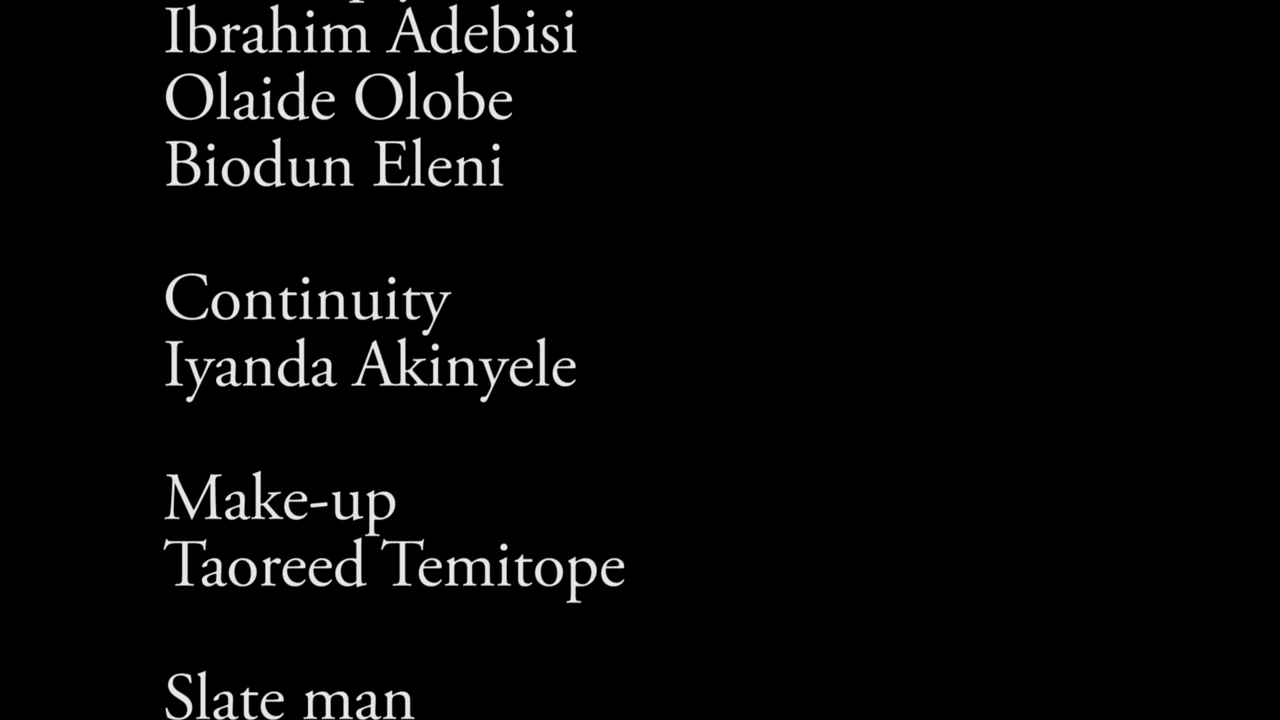 Ibrahim Adebisi
Olaide Olobe
Biodun Eleni
Continuity
Iyanda Akinyele
Make-up
Taoreed Temitope
Slate man